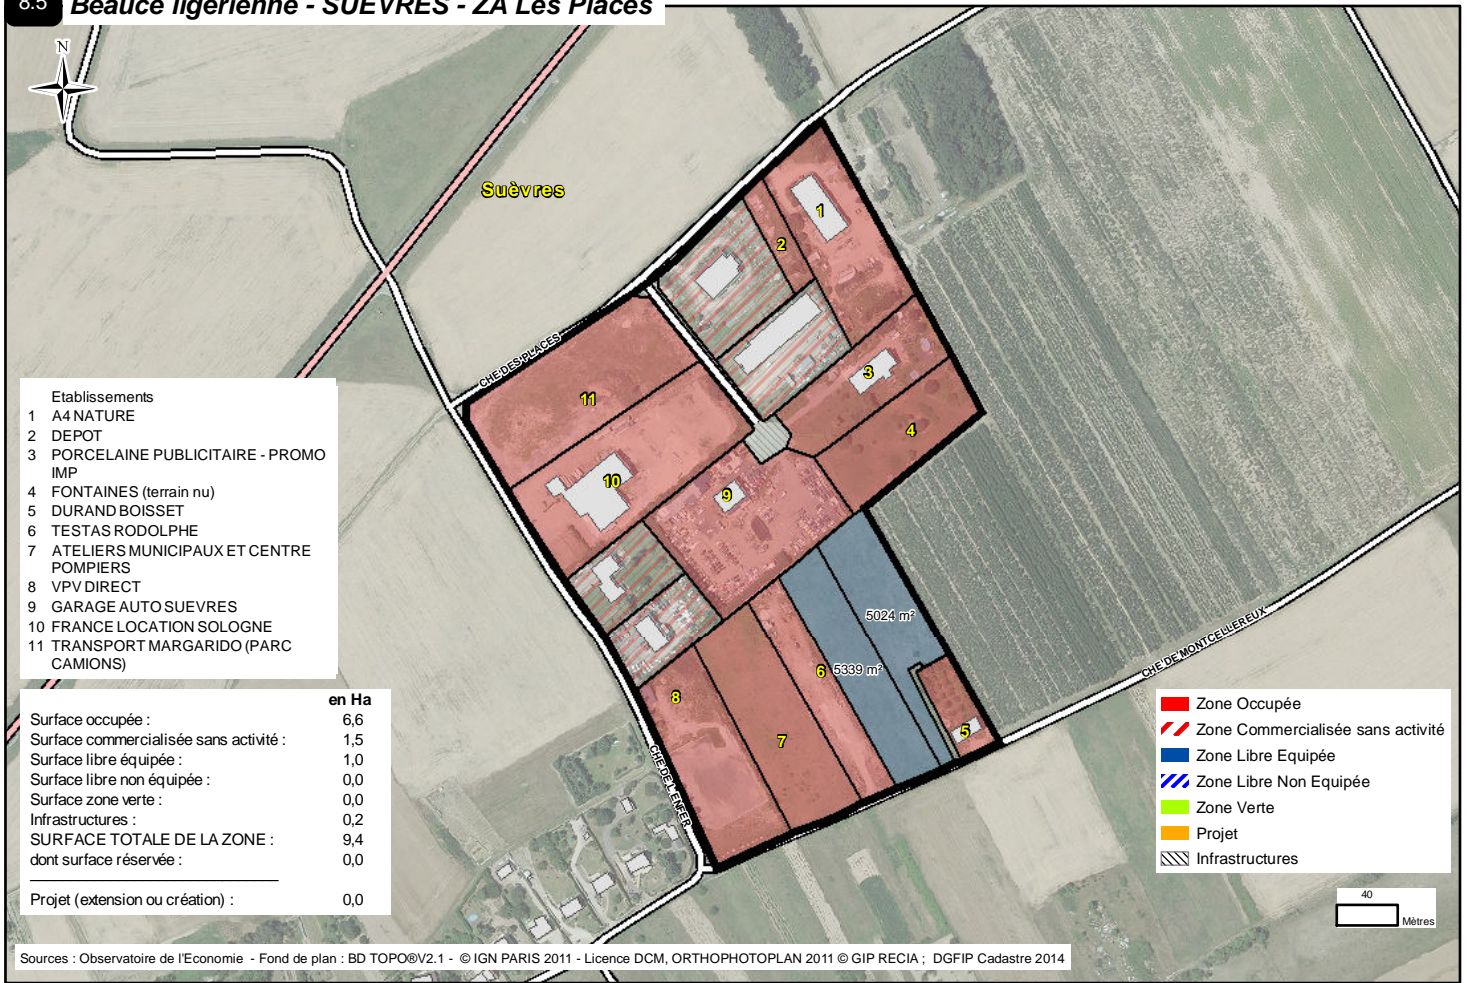 8.5 Beauce ligérienne - SUEVRES - ZA Les Places
N
Suèvres
CHE DES PLACES
CHE DE L'ENFER
CHE DE MONTCELLEREUX
1
2
3
4
11
10
9
5024 m²
5339 m²
6
8
7
5
Etablissements
1 A4 NATURE
2 DEPOT
3 PORCELAINE PUBLICITAIRE - PROMO
IMP
4 FONTAINES (terrain nu)
5 DURAND BOISSET
6 TESTAS RODOLPHE
7 ATELIERS MUNICIPAUX ET CENTRE
POMPIERS
8 VPV DIRECT
9 GARAGE AUTO SUEVRES
10 FRANCE LOCATION SOLOGNE
11 TRANSPORT MARGARIDO (PARC
CAMIONS)
en Ha
Surface occupée : 6,6
Surface commercialisée sans activité : 1,5
Surface libre équipée : 1,0
Surface libre non équipée : 0,0
Surface zone verte : 0,0
Infrastructures : 0,2
SURFACE TOTALE DE LA ZONE : 9,4
dont surface réservée : 0,0
Projet (extension ou création) : 0,0
Zone Occupée
Zone Commercialisée sans activité
Zone Libre Equipée
Zone Libre Non Equipée
Zone Verte
Projet
Infrastructures
40
Mètres
Sources : Observatoire de l'Economie - Fond de plan : BD TOPO®V2.1 - © IGN PARIS 2011 - Licence DCM, ORTHOPHOTOPLAN 2011 © GIP RECIA ; DGFIP Cadastre 2014